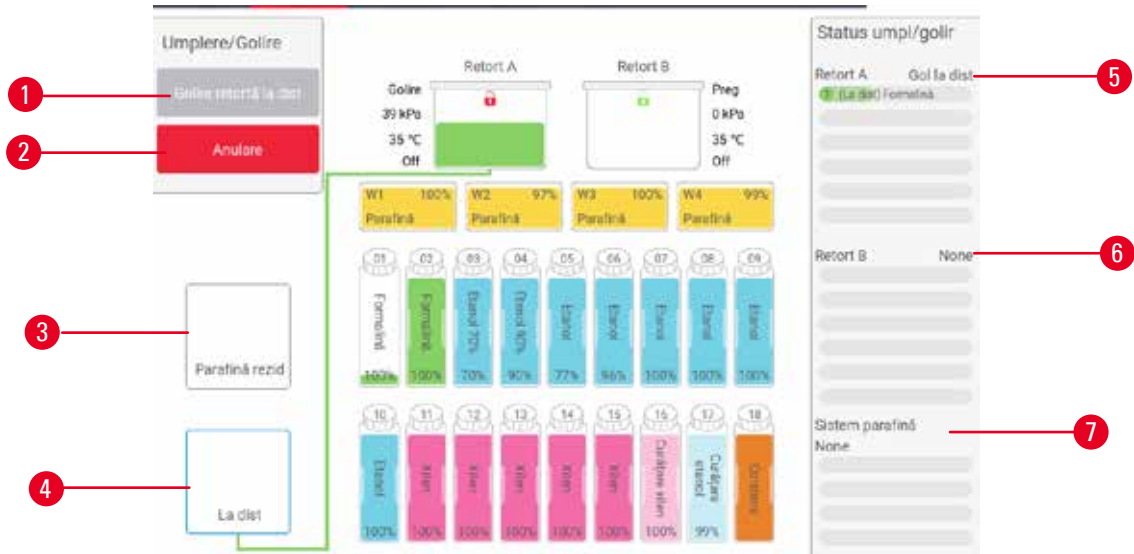 Umplere/Golire
Golire retortă la dist
Anulare
1
2
3
4
Parafină rezid
La dist
Retort A
Retort B
Golire
39 kPa
35 °C
Off
Preg
0 kPa
35 °C
Off
W1 100%
Parafină
W2 97%
Parafină
W3 100%
Parafină
W4 99%
Parafină
01
02
03
04
05
06
07
08
09
Formalină
Formalină
Etanol 70%
Etanol 90%
Etanol
Etanol
Etanol
Etanol
Etanol
100%
100%
70%
90%
77%
96%
100%
100%
100%
10
11
12
13
14
15
16
17
18
Etanol
Xilen
Xilen
Xilen
Xilen
Xilen
Curăţare xilen
Curăţare etanol
100%
100%
100%
100%
100%
100%
100%
99%
Status umpl/golir
Retort A Gol la dist
(La dist) Formalină
Retort B None
Sistem parafină
None
5
6
7